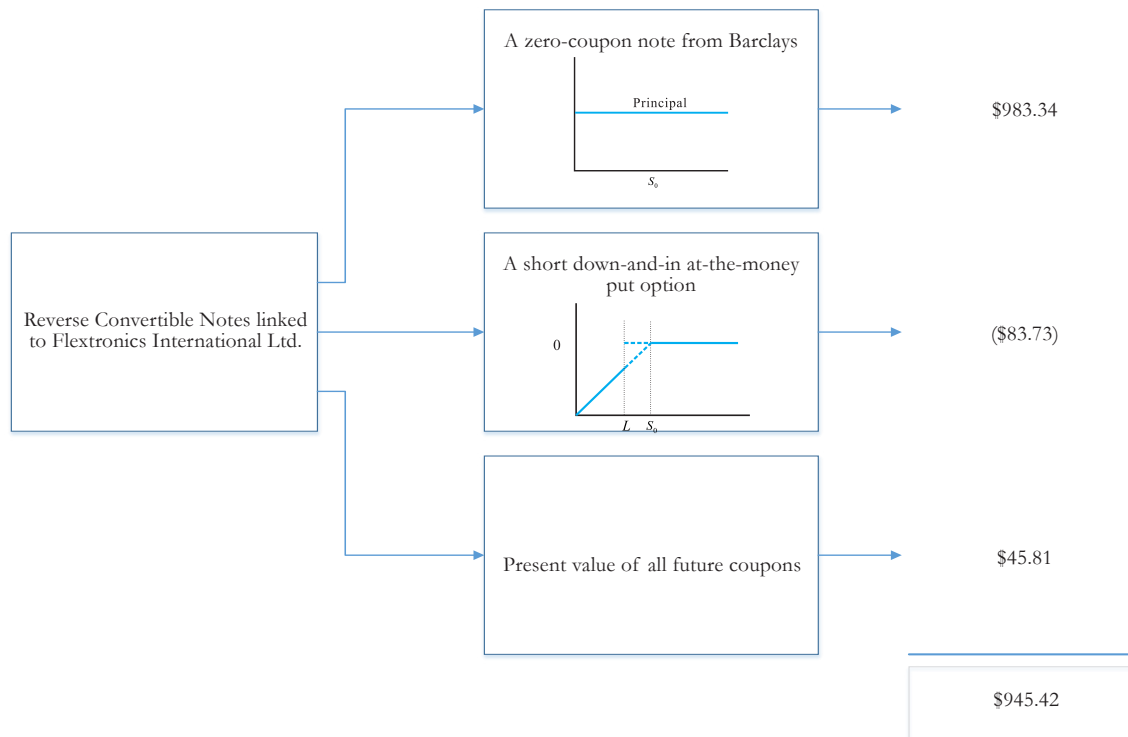 A zero-coupon note from Barclays
Principal
S₀
$983.34
Reverse Convertible Notes linked
to Flextronics International Ltd.
A short down-and-in at-the-money
put option
0
L S₀
($83.73)
Present value of all future coupons
$45.81
$945.42